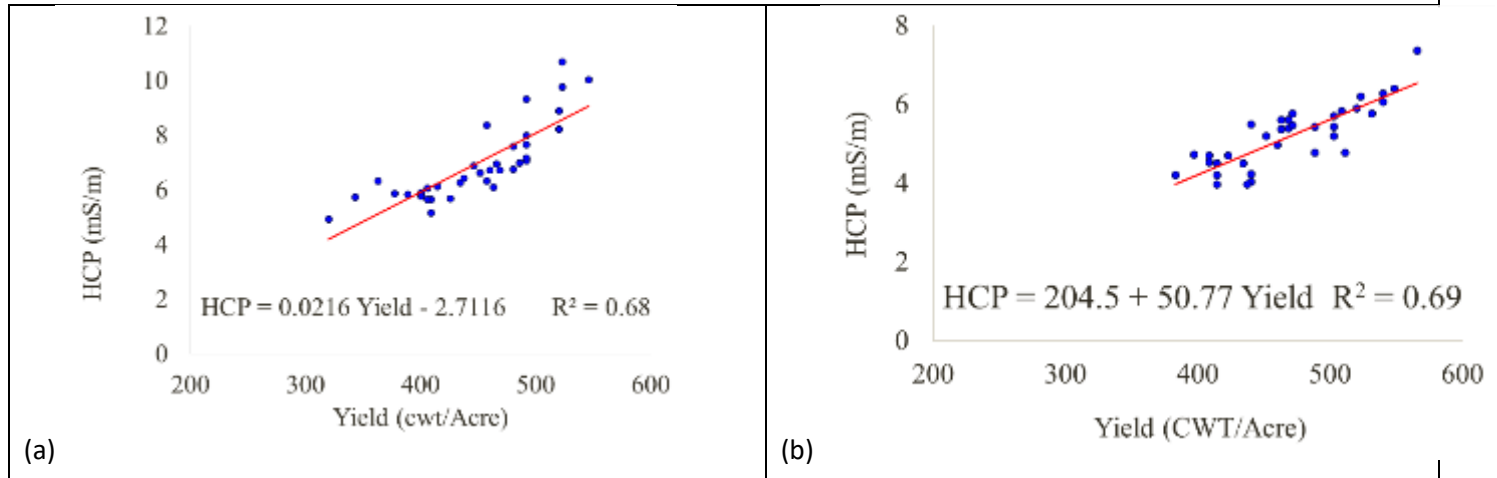 12
10
8
6
4
2
0
HCP (mS/m)
HCP = 0.0216 Yield - 2.7116 R² = 0.68
200 300 400 500 600
Yield (cwt/Acre)
(a)
8
6
4
2
0
HCP (mS/m)
HCP = 204.5 + 50.77 Yield R² = 0.69
200 300 400 500 600
Yield (CWT/Acre)
(b)